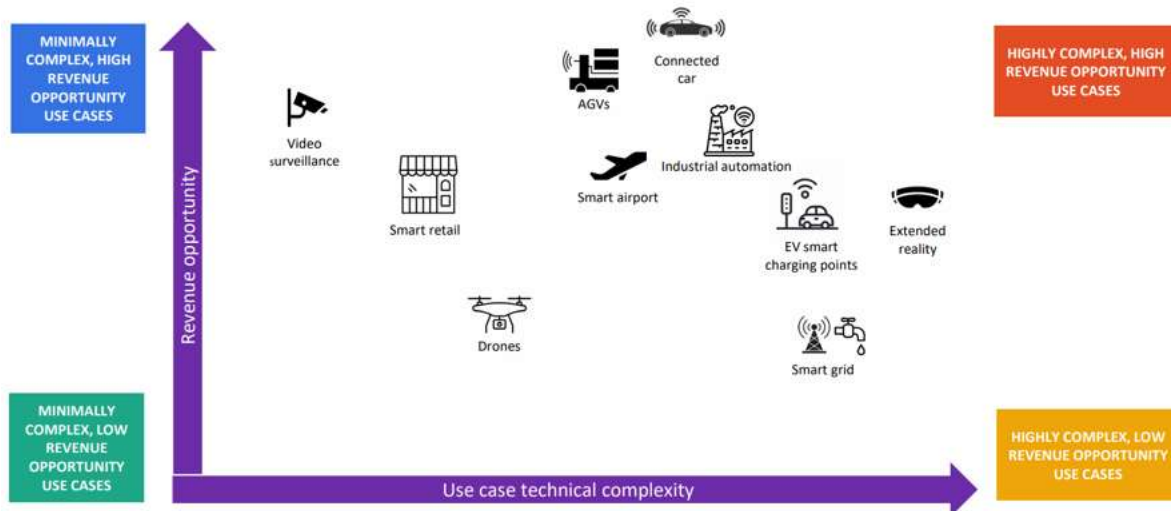 MINIMALLY
COMPLEX, HIGH
REVENUE
OPPORTUNITY
USE CASES
HIGHLY COMPLEX, HIGH
REVENUE OPPORTUNITY
USE CASES
Connected
car
AGVs
Video
surveillance
Industrial automation
Smart airport
Smart retail
EV smart
charging points
Extended
reality
Drones
Smart grid
Revenue opportunity
MINIMALLY
COMPLEX, LOW
REVENUE
OPPORTUNITY
USE CASES
HIGHLY COMPLEX, LOW
REVENUE OPPORTUNITY
USE CASES
Use case technical complexity